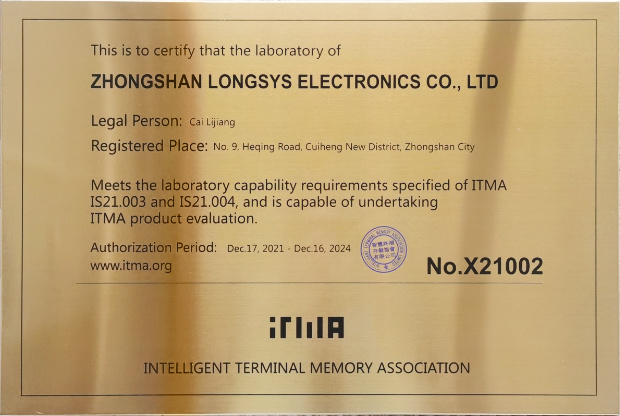 This is to certify that the laboratory of
ZHONGSHAN LONGSYS ELECTRONICS CO., LTD
Legal Person: Cai Lijiang
Registered Place: No. 9, Heqing Road, Cuiheng New District, Zhongshan City
Meets the laboratory capability requirements specified of ITMA
IS21.003 and IS21.004, and is capable of undertaking
ITMA product evaluation.
Authorization Period: Dec.17, 2021 - Dec.16, 2024
www.itma.org
No.X21002
ITMA
INTELLIGENT TERMINAL MEMORY ASSOCIATION